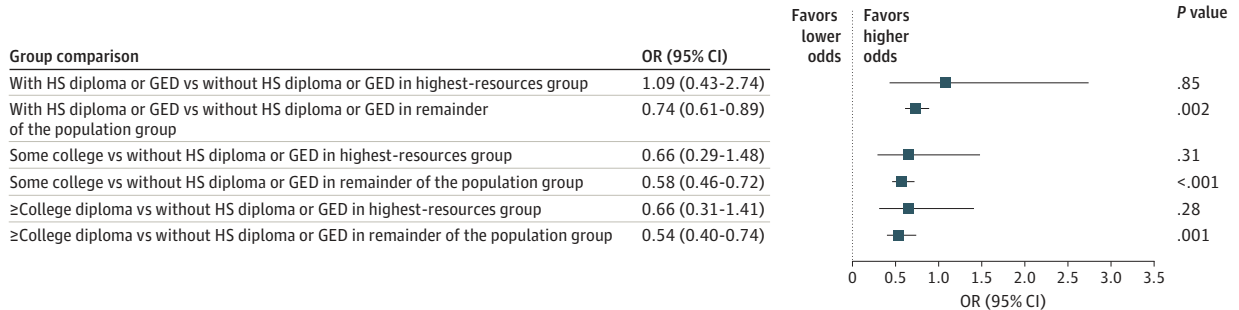 Favors lower odds
Favors higher odds
P value
Group comparison OR (95% CI)
With HS diploma or GED vs without HS diploma or GED in highest-resources group 1.09 (0.43-2.74) .85
With HS diploma or GED vs without HS diploma or GED in remainder
of the population group 0.74 (0.61-0.89) .002
Some college vs without HS diploma or GED in highest-resources group 0.66 (0.29-1.48) .31
Some college vs without HS diploma or GED in remainder of the population group 0.58 (0.46-0.72) <.001
≥College diploma vs without HS diploma or GED in highest-resources group 0.66 (0.31-1.41) .28
≥College diploma vs without HS diploma or GED in remainder of the population group 0.54 (0.40-0.74) .001
0 0.5 1.0 1.5 2.0 2.5 3.0 3.5
OR (95% CI)